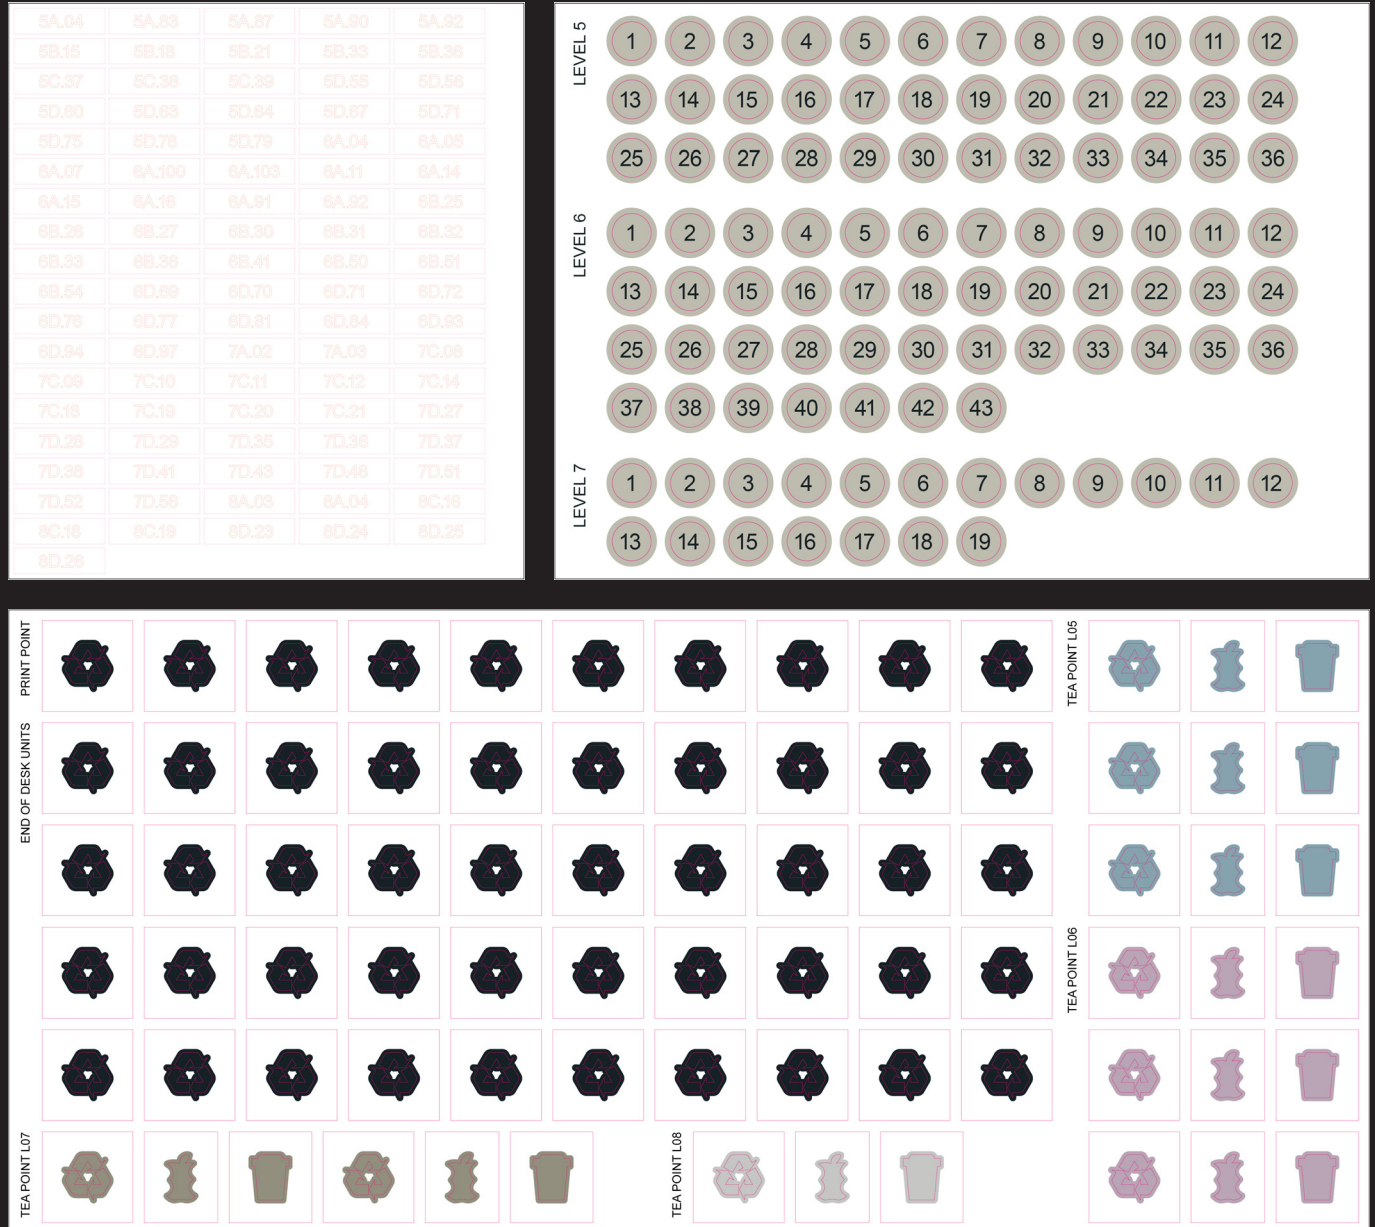 5A.04 5A.63 5A.87 5A.90 5A.92
5B.15 5B.18 5B.21 5B.33 5B.36
5C.37 5C.38 5C.39 5D.55 5D.56
5D.60 5D.63 5D.64 5D.67 5D.71
5D.75 5D.78 5D.79 6A.04 6A.05
6A.07 6A.100 6A.103 6A.11 6A.14
6A.15 6A.18 6A.91 6A.92 6B.25
6B.26 6B.27 6B.30 6B.31 6B.32
6B.33 6B.36 6B.41 6B.50 6B.51
6B.54 6D.69 6D.70 6D.71 6D.72
6D.76 6D.77 6D.81 6D.84 6D.93
6D.94 6D.97 7A.02 7A.03 7C.08
7C.09 7C.10 7C.11 7C.12 7C.14
7C.18 7C.19 7C.20 7C.21 7D.27
7D.28 7D.29 7D.35 7D.36 7D.37
7D.38 7D.41 7D.43 7D.48 7D.51
7D.52 7D.56 8A.03 8A.04 8C.16
8C.18 8C.19 8D.23 8D.24 8D.25
8D.26
LEVEL 5
1 2 3 4 5 6 7 8 9 10 11 12
13 14 15 16 17 18 19 20 21 22 23 24
25 26 27 28 29 30 31 32 33 34 35 36
LEVEL 6
1 2 3 4 5 6 7 8 9 10 11 12
13 14 15 16 17 18 19 20 21 22 23 24
25 26 27 28 29 30 31 32 33 34 35 36
37 38 39 40 41 42 43
LEVEL 7
1 2 3 4 5 6 7 8 9 10 11 12
13 14 15 16 17 18 19
PRINT POINT
END OF DESK UNITS
TEA POINT L05
TEA POINT L06
TEA POINT L07
TEA POINT L08